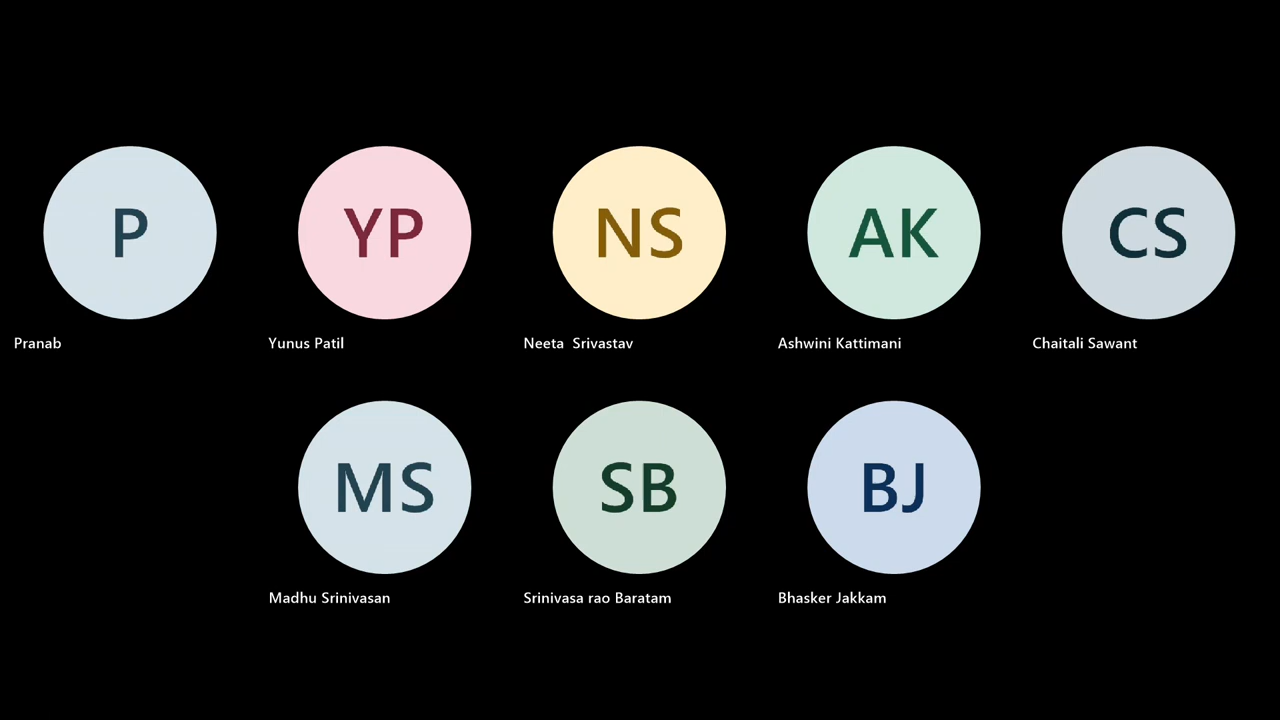 P
YP
NS
AK
CS
Pranab
Yunus Patil
Neeta  Srivastav
Ashwini Kattimani
Chaitali Sawant
MS
SB
BJ
Madhu Srinivasan
Srinivasa rao Baratam
Bhasker Jakkam